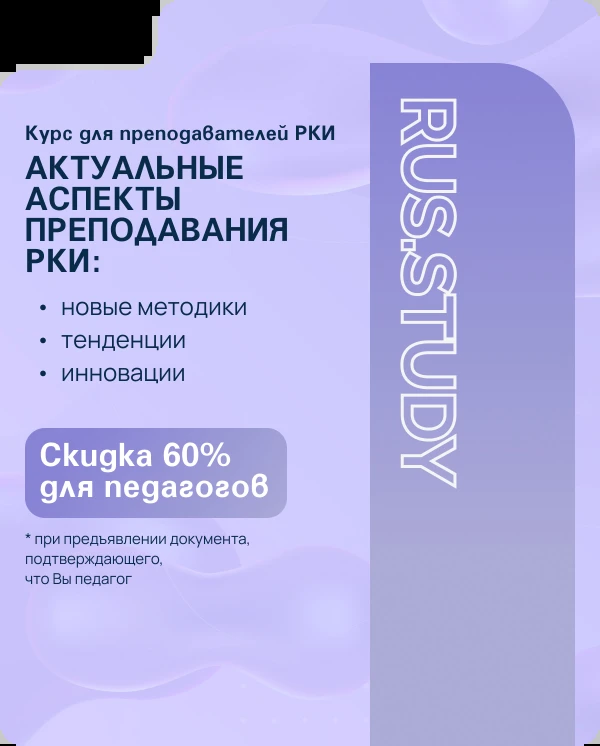 Курс для преподавателей РКИ
АКТУАЛЬНЫЕ
АСПЕКТЫ
ПРЕПОДАВАНИЯ
РКИ:
• новые методики
• тенденции
• инновации
Скидка 60%
для педагогов
* при предъявлении документа,
подтверждающего,
что Вы педагог
RUS.STUDY